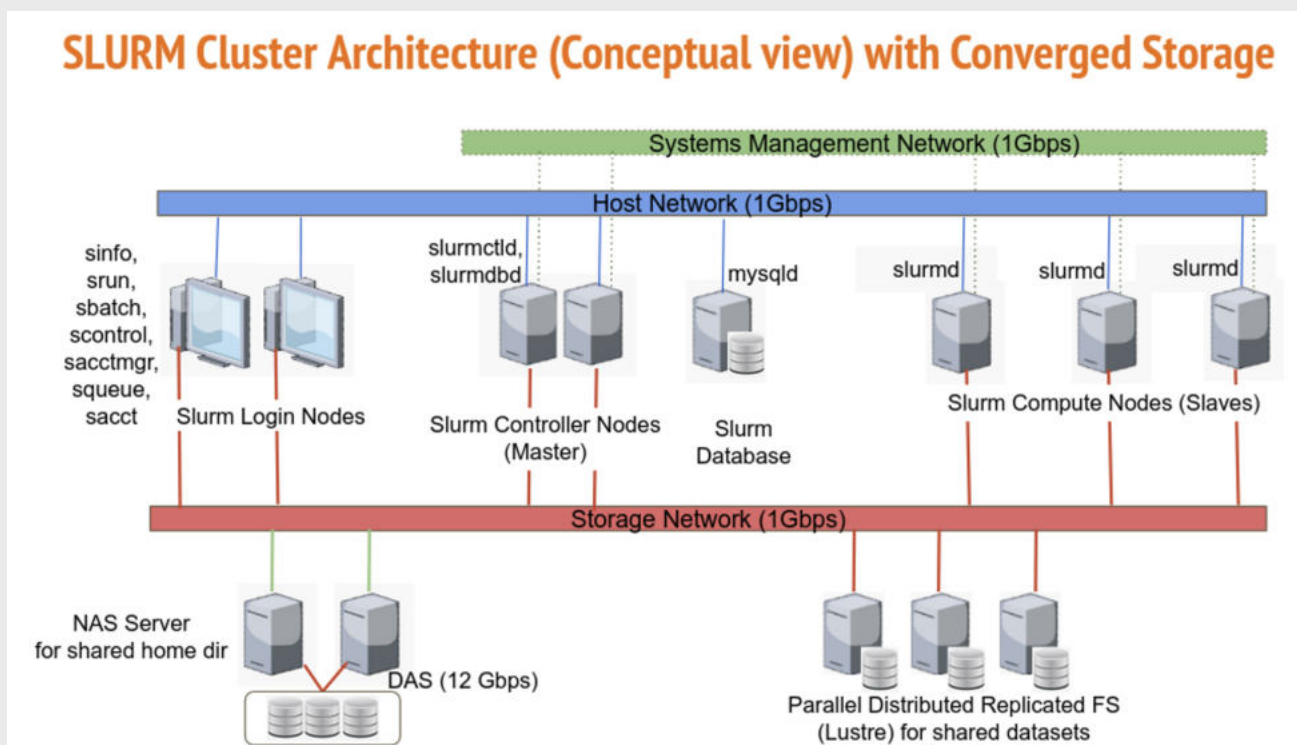 SLURM Cluster Architecture (Conceptual view) with Converged Storage
Systems Management Network (1Gbps)
Host Network (1Gbps)
sinfo,
srun,
sbatch,
scontrol,
sacctmgr,
squeue,
sacct
Slurm Login Nodes
slurmctld,
slurmdbd
Slurm Controller Nodes
(Master)
mysqld
Slurm
Database
slurmd
slurmd
slurmd
Slurm Compute Nodes (Slaves)
Storage Network (1Gbps)
NAS Server
for shared home dir
DAS (12 Gbps)
Parallel Distributed Replicated FS
(Lustre) for shared datasets